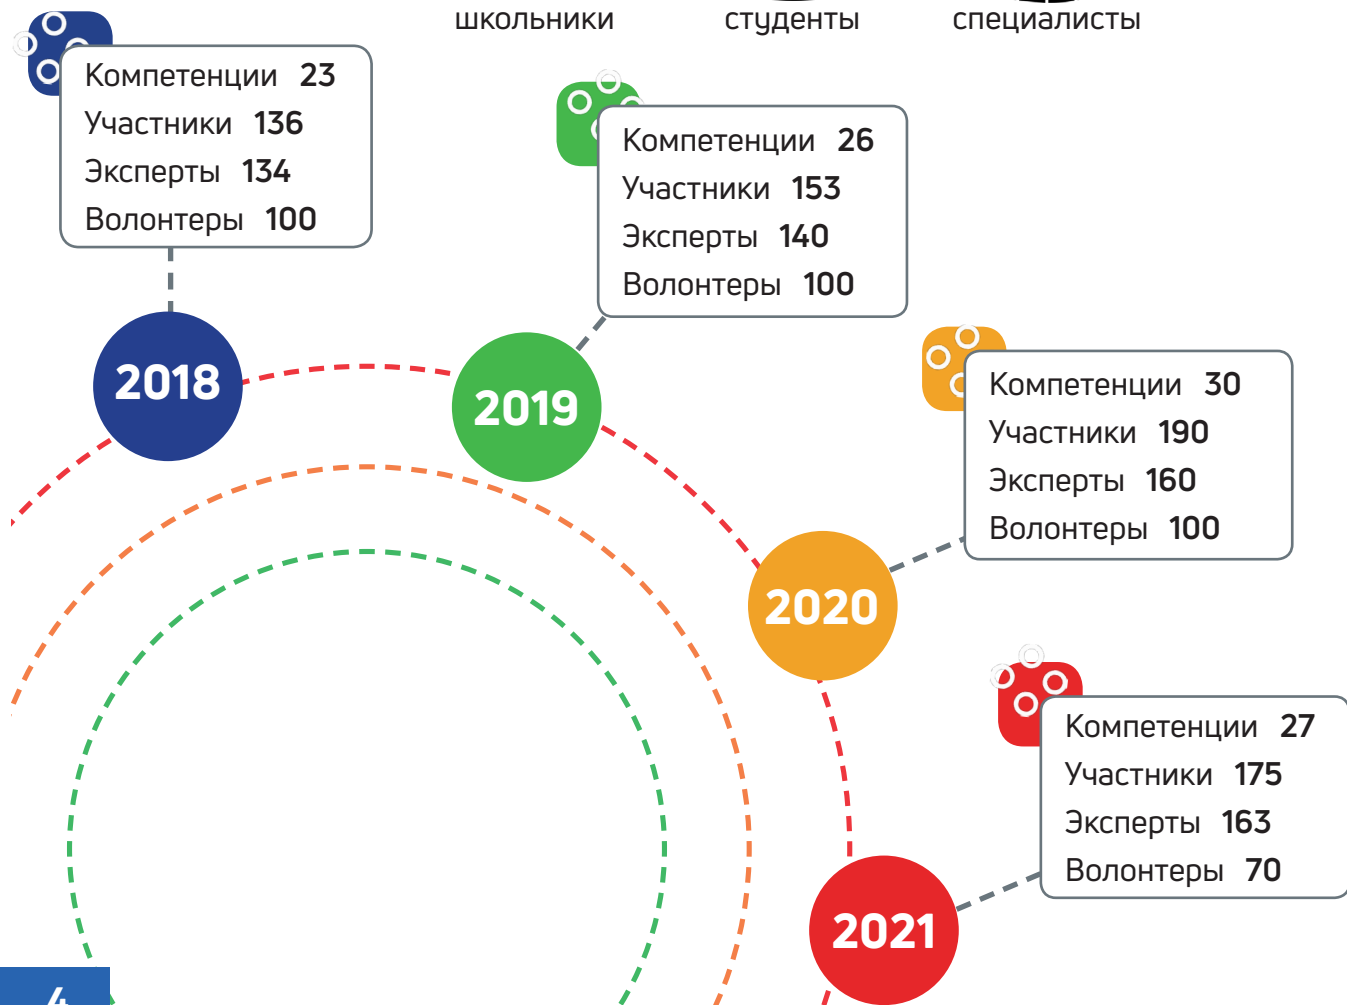 школьники студенты специалисты
Компетенции 23
Участники 136
Эксперты 134
Волонтеры 100
2018
Компетенции 26
Участники 153
Эксперты 140
Волонтеры 100
2019
Компетенции 30
Участники 190
Эксперты 160
Волонтеры 100
2020
Компетенции 27
Участники 175
Эксперты 163
Волонтеры 70
2021
4